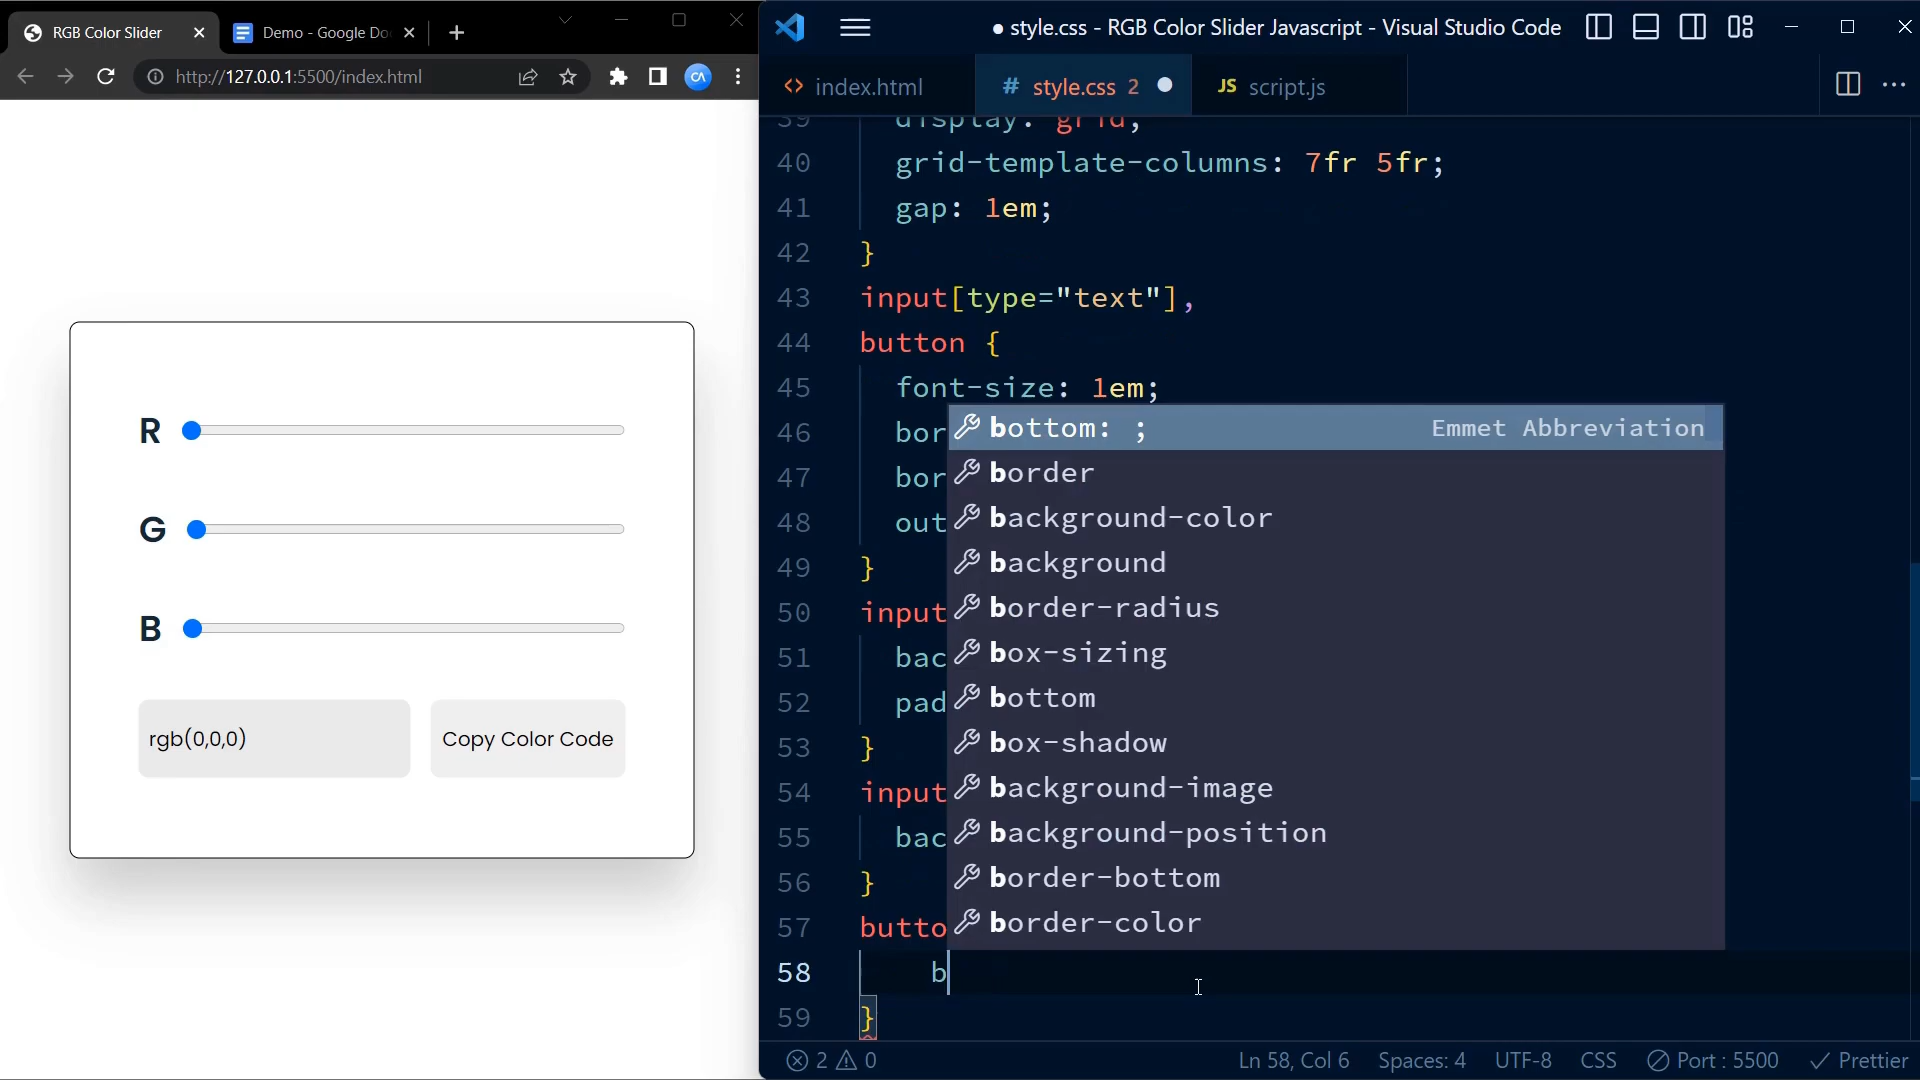 RGB Color Slider
Demo - Google Do
http://127.0.0.1:5500/index.html
CA
R
G
B
rgb(0,0,0)
Copy Color Code
style.css - RGB Color Slider Javascript - Visual Studio Code
<> index.html
# style.css 2
JS script.js
39 display: grid;
40 grid-template-columns: 7fr 5fr;
41 gap: 1em;
42 }
43 input[type="text"],
44 button {
45 font-size: 1em;
46 bor
47 bor
48 out
49 }
50 input
51 bac
52 pad
53 }
54 input
55 bac
56 }
57 butto
58 b
59 }
bottom: ; Emmet Abbreviation
border
background-color
background
border-radius
box-sizing
bottom
box-shadow
background-image
background-position
border-bottom
border-color
2 0
Ln 58, Col 6
Spaces: 4
UTF-8
CSS
Port : 5500
Prettier